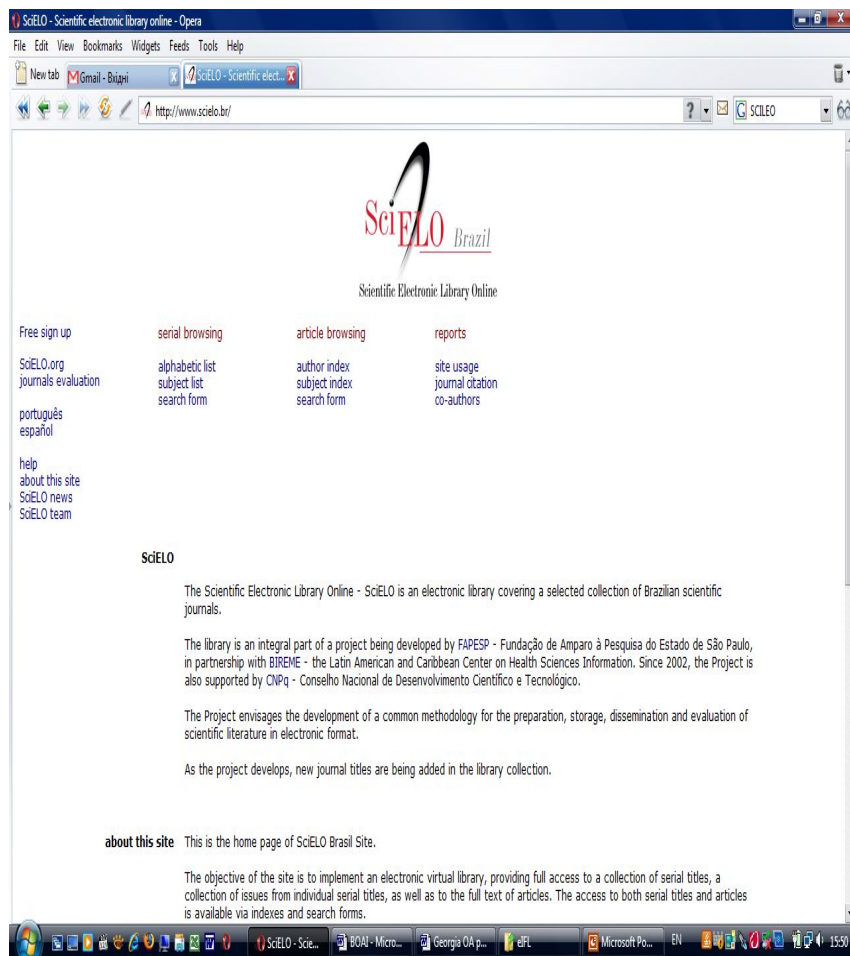 SciELO - Scientific electronic library online - Opera
File Edit View Bookmarks Widgets Feeds Tools Help
New tab Gmail - Вхідні SciELO - Scientific elect...
http://www.scielo.br/ ? SCILEO
SciELO Brazil
Scientific Electronic Library Online
Free sign up serial browsing article browsing reports
SciELO.org alphabetic list author index site usage
journals evaluation subject list subject index journal citation
search form search form co-authors
português
español
help
about this site
SciELO news
SciELO team
SciELO
The Scientific Electronic Library Online - SciELO is an electronic library covering a selected collection of Brazilian scientific
journals.
The library is an integral part of a project being developed by FAPESP - Fundação de Amparo à Pesquisa do Estado de São Paulo,
in partnership with BIREME - the Latin American and Caribbean Center on Health Sciences Information. Since 2002, the Project is
also supported by CNPq - Conselho Nacional de Desenvolvimento Científico e Tecnológico.
The Project envisages the development of a common methodology for the preparation, storage, dissemination and evaluation of
scientific literature in electronic format.
As the project develops, new journal titles are being added in the library collection.
about this site This is the home page of SciELO Brasil Site.
The objective of the site is to implement an electronic virtual library, providing full access to a collection of serial titles, a
collection of issues from individual serial titles, as well as to the full text of articles. The access to both serial titles and articles
is available via indexes and search forms.
SciELO - Scie... BOAI - Micro... Georgia OA p... eIFL Microsoft Po... EN 15:50